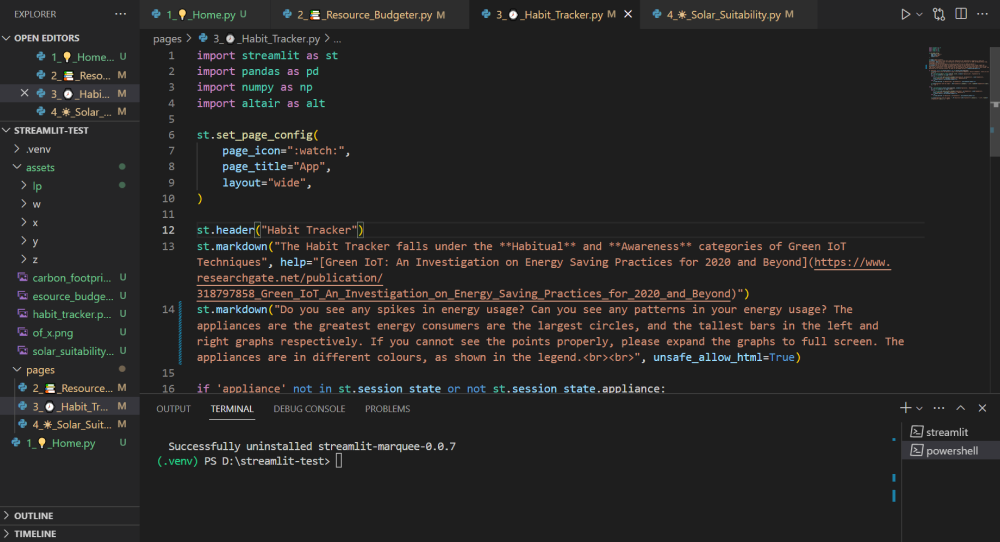 EXPLORER
OPEN EDITORS
1_💡_Home... U
2_📚_Reso... M
3_⏱_Habi... M
4_☀_Solar_... M
STREAMLIT-TEST
.venv
assets
lp
w
x
y
z
carbon_footpri...
esource_budge...
habit_tracker.p...
of_x.png
solar_suitability...
pages
2_📚_Resource... M
3_⏱_Habit_Tr... M
4_☀_Solar_Suit... M
1_💡_Home.py U
OUTLINE
TIMELINE
1_💡_Home.py U
2_📚_Resource_Budgeter.py M
3_⏱_Habit_Tracker.py M
4_☀_Solar_Suitability.py M
pages > 3_⏱_Habit_Tracker.py > ...
1 import streamlit as st
2 import pandas as pd
3 import numpy as np
4 import altair as alt
5
6 st.set_page_config(
7 page_icon=":watch:",
8 page_title="App",
9 layout="wide",
10 )
11
12 st.header("Habit Tracker")
13 st.markdown("The Habit Tracker falls under the **Habitual** and **Awareness** categories of Green IoT
Techniques", help="[Green IoT: An Investigation on Energy Saving Practices for 2020 and Beyond](https://www.
researchgate.net/publication/
318797858_Green_IoT_An_Investigation_on_Energy_Saving_Practices_for_2020_and_Beyond)")
14 st.markdown("Do you see any spikes in energy usage? Can you see any patterns in your energy usage? The
appliances are the greatest energy consumers are the largest circles, and the tallest bars in the left and
right graphs respectively. If you cannot see the points properly, please expand the graphs to full screen. The
appliances are in different colours, as shown in the legend.<br><br>", unsafe_allow_html=True)
15
16 if 'appliance' not in st.session_state or not st.session_state.appliance:
OUTPUT TERMINAL DEBUG CONSOLE PROBLEMS
Successfully uninstalled streamlit-marquee-0.0.7
(.venv) PS D:\streamlit-test>
streamlit
powershell